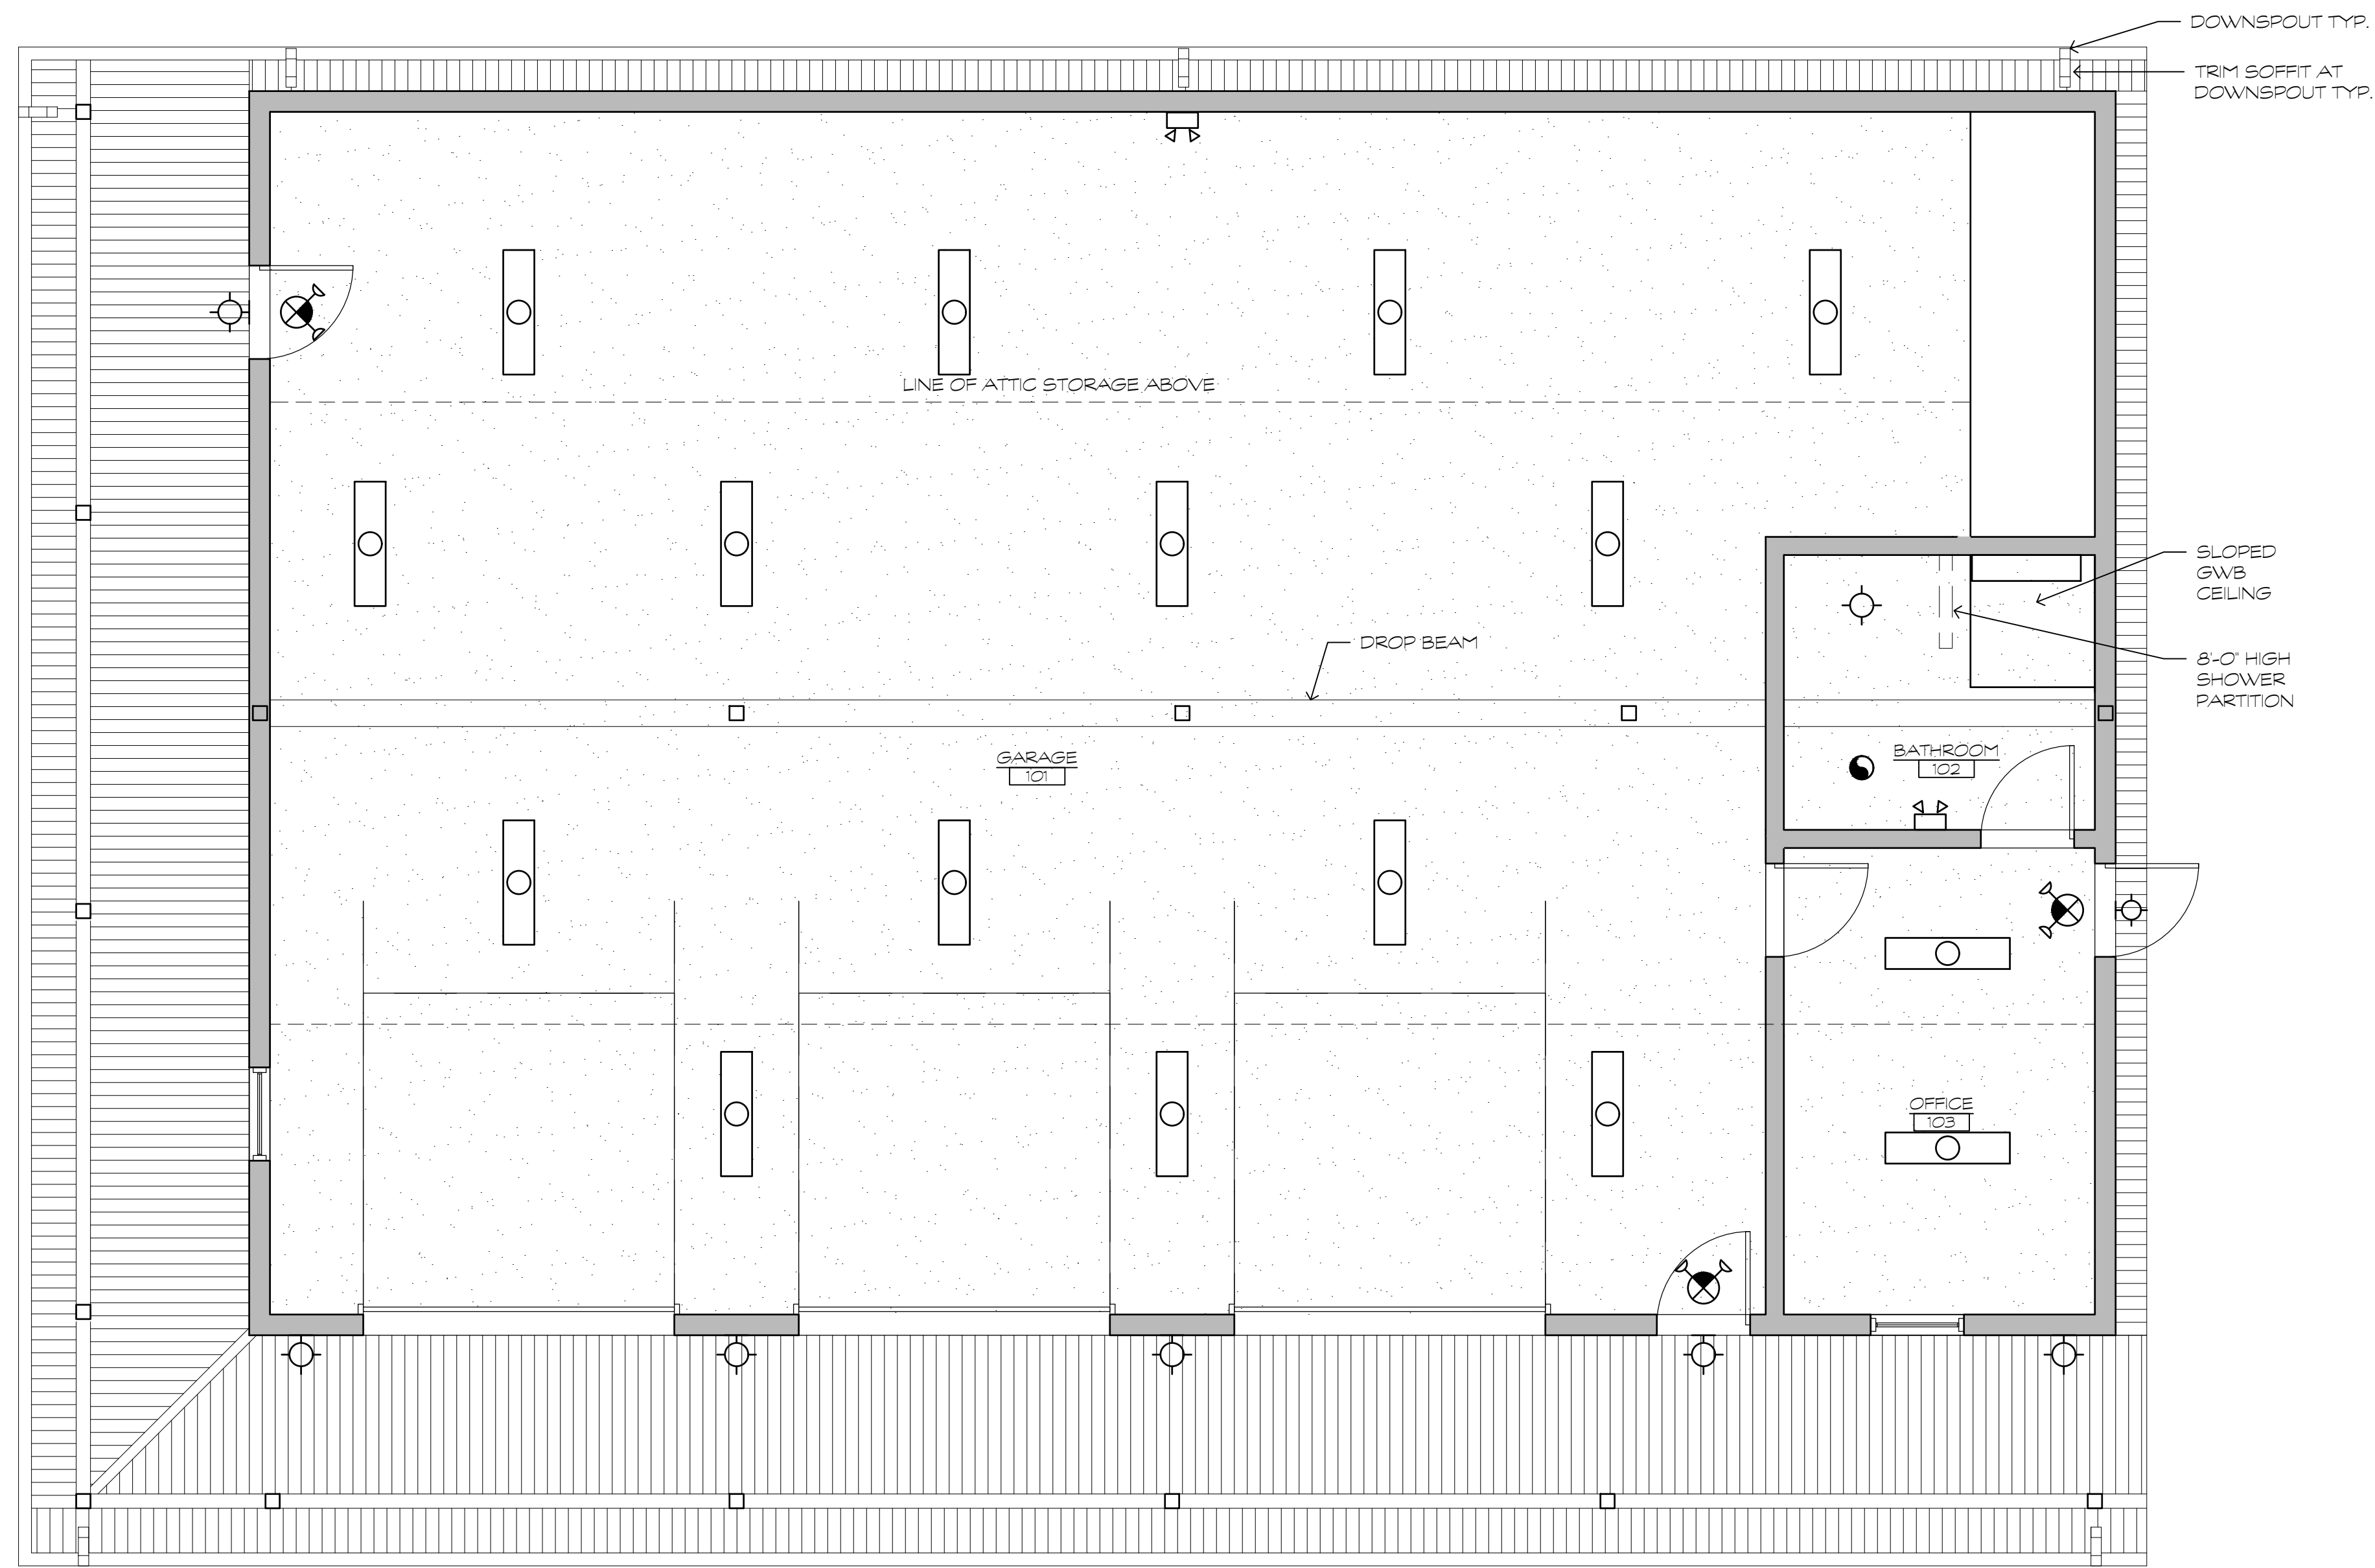 DOWNSPOUT TYP.
TRIM SOFFIT AT
DOWNSPOUT TYP.
LINE OF ATTIC STORAGE ABOVE
SLOPED
GWB
CEILING
DROP BEAM
8'-0" HIGH
SHOWER
PARTITION
GARAGE
101
BATHROOM
102
OFFICE
103